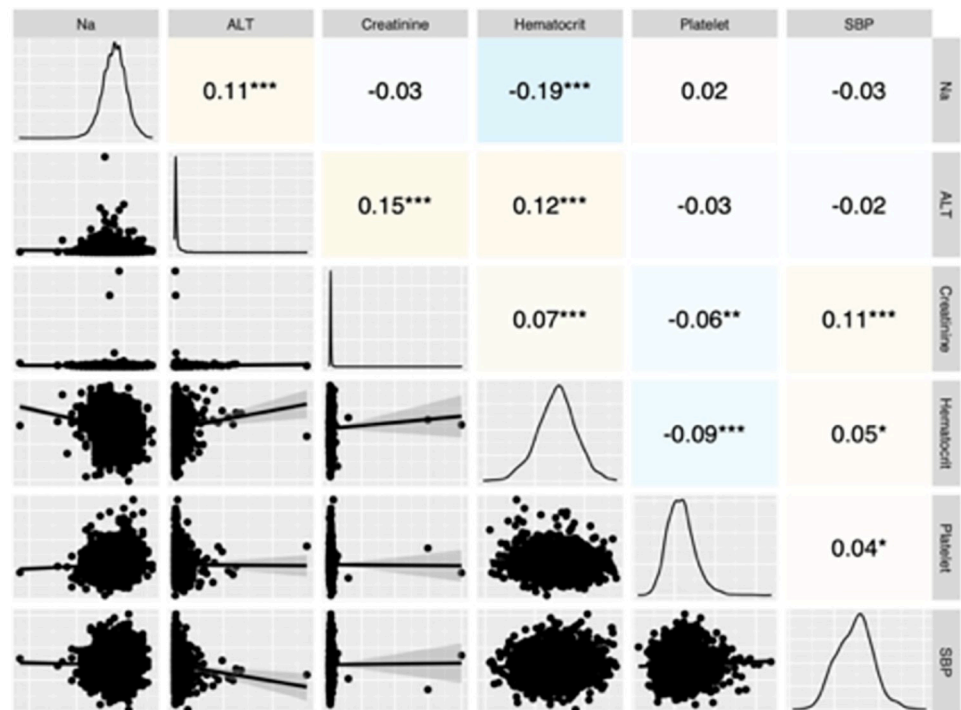 Na ALT Creatinine Hematocrit Platelet SBP
0.11*** -0.03 -0.19*** 0.02 -0.03 Na
0.15*** 0.12*** -0.03 -0.02 ALT
0.07*** -0.06** 0.11*** Creatinine
-0.09*** 0.05* Hematocrit
0.04* Platelet
SBP